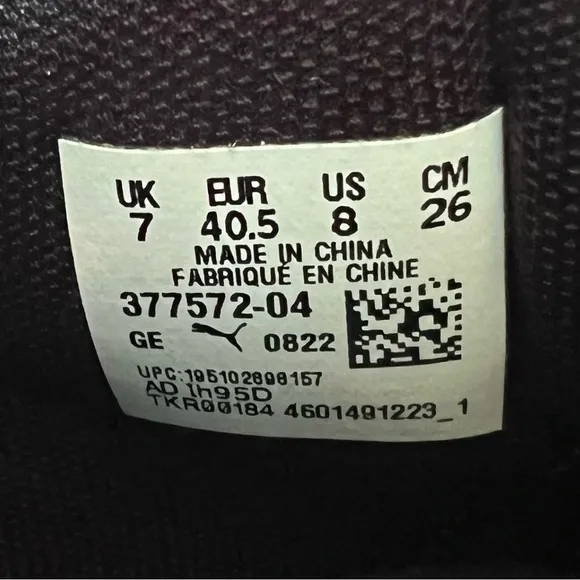 UK EUR US CM
7 40.5 8 26
MADE IN CHINA
FABRIQUÉ EN CHINE
377572-04
GE 0822
UPC:195102898157
AD lh95D
TKR00184 4601491223_1